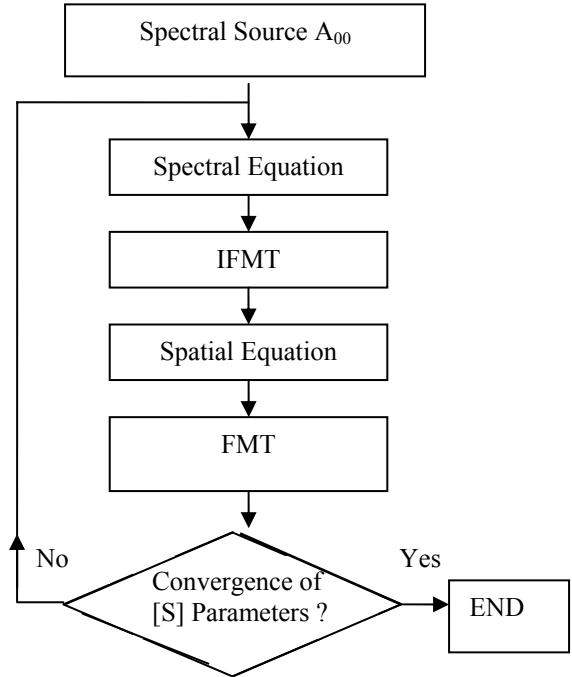 Spectral Source A₀₀
Spectral Equation
IFMT
Spatial Equation
FMT
No
Yes
Convergence of
[S] Parameters ?
END